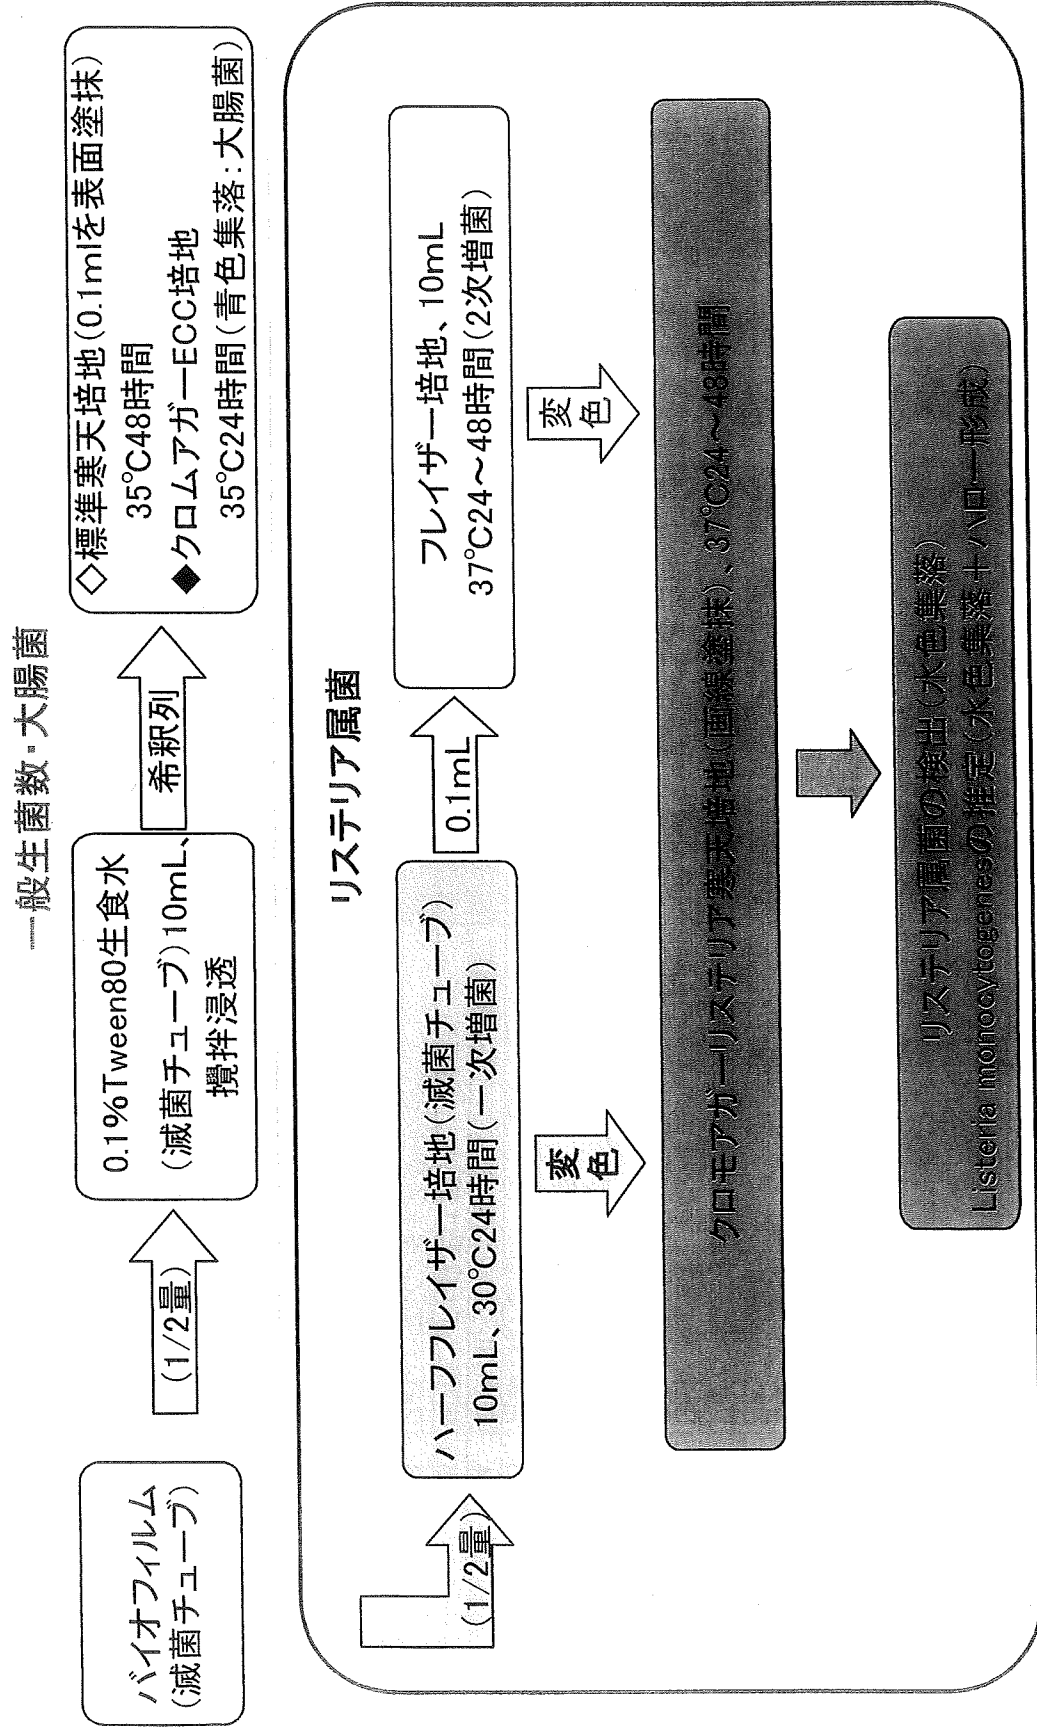 一般生菌数・大腸菌
バイオフィルム
(滅菌チューブ)
(1/2量)
0.1%Tween80生食水
(滅菌チューブ)10mL、
攪拌浸透
希釈列
◇標準寒天培地(0.1mlを表面塗抹)
35℃48時間
◆クロムアガーECC培地
35℃24時間(青色集落:大腸菌)
リステリア属菌
(1/2量)
ハーフフレイザー培地(滅菌チューブ)
10mL、30℃24時間(一次増菌)
0.1mL
フレイザー培地、10mL
37℃24~48時間(2次増菌)
変色
変色
クロモアガーリステリア寒天培地(画線塗抹)、37℃24~48時間
リステリア属菌の検出(水色集落)
Listeria monocytogenesの推定(水色集落+ハロー形成)